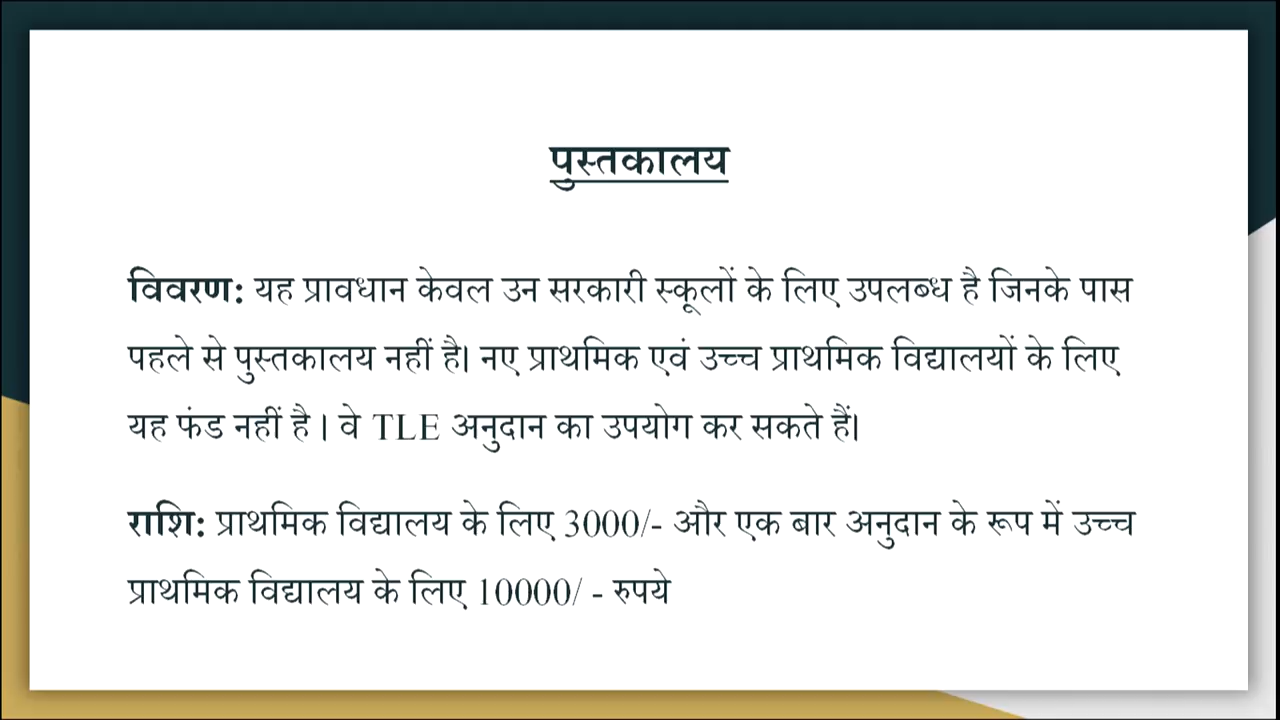 पुस्तकालय
विवरण: यह प्रावधान केवल उन सरकारी स्कूलों के लिए उपलब्ध है जिनके पास
पहले से पुस्तकालय नहीं है। नए प्राथमिक एवं उच्च प्राथमिक विद्यालयों के लिए
यह फंड नहीं है । वे TLE अनुदान का उपयोग कर सकते हैं।
राशि: प्राथमिक विद्यालय के लिए 3000/- और एक बार अनुदान के रूप में उच्च
प्राथमिक विद्यालय के लिए 10000/ - रुपये